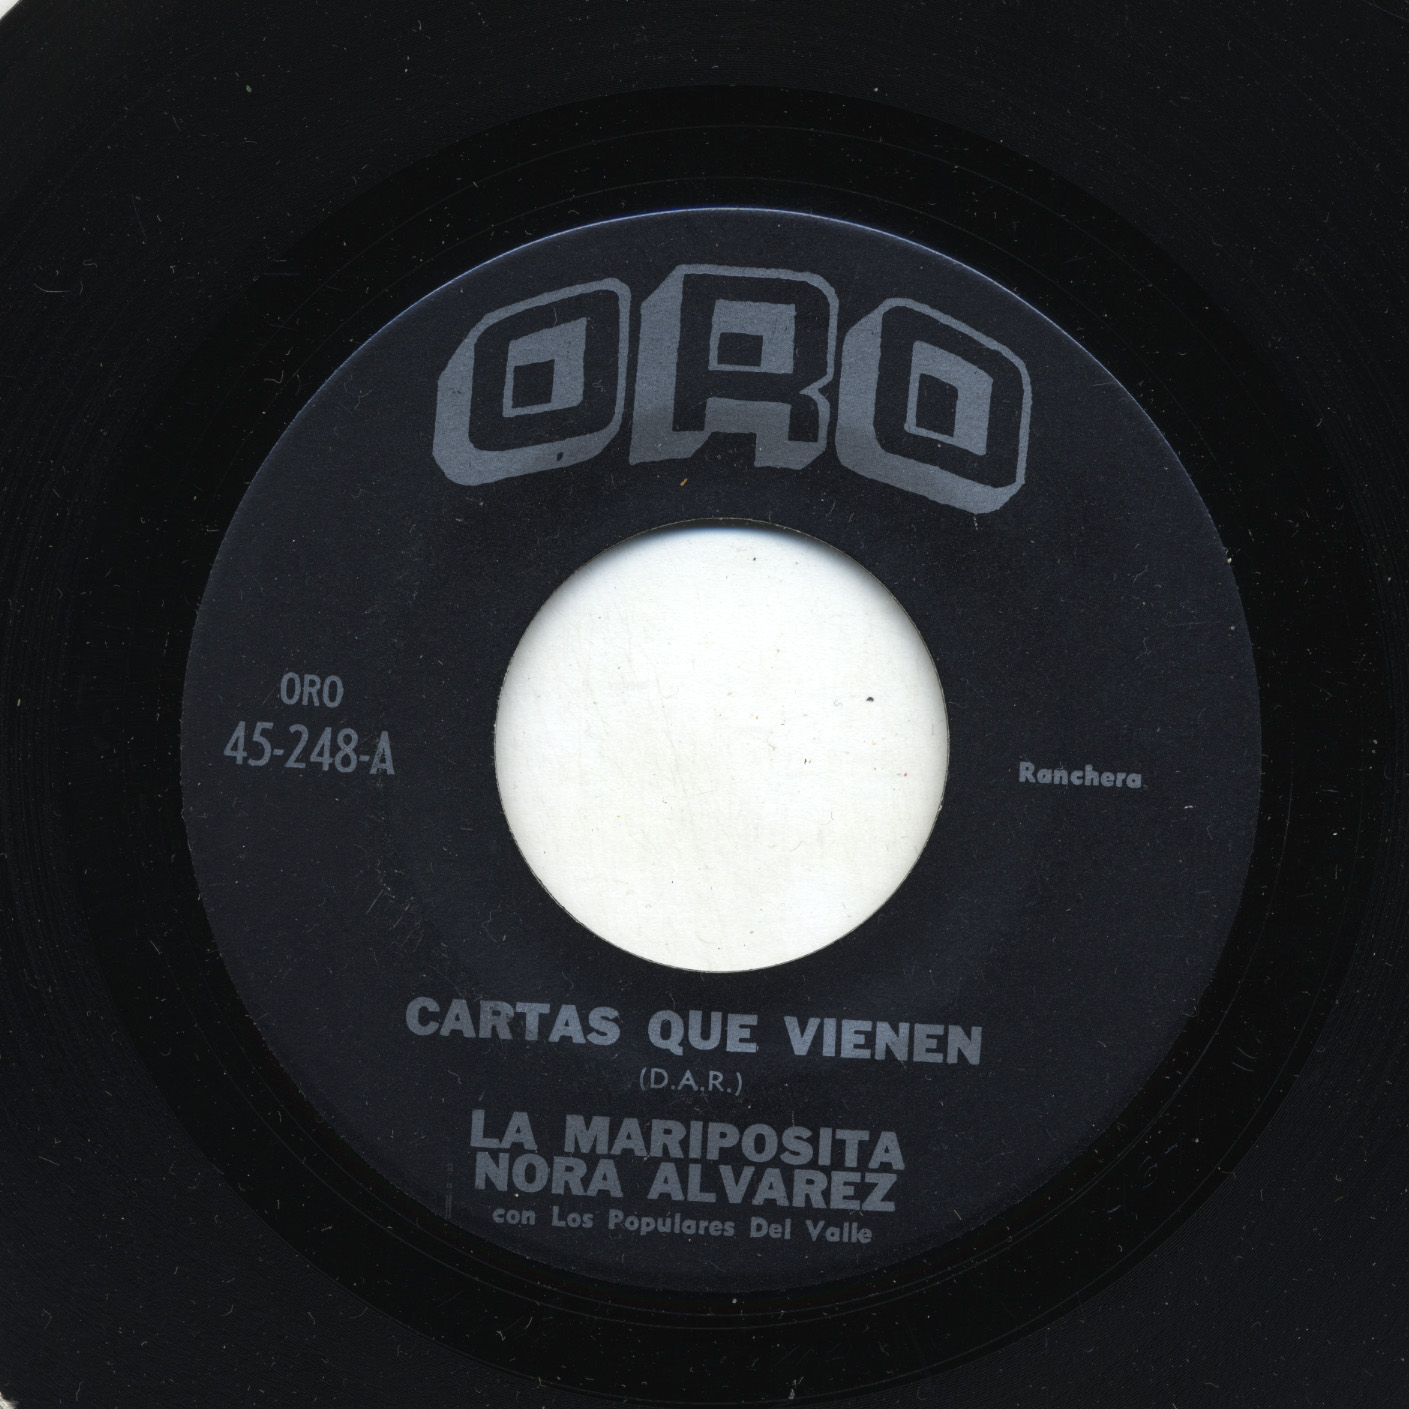 ORO
ORO
45-248-A
Ranchera
CARTAS QUE VIENEN
(D.A.R.)
LA MARIPOSITA
NORA ALVAREZ
con Los Populares Del Valle